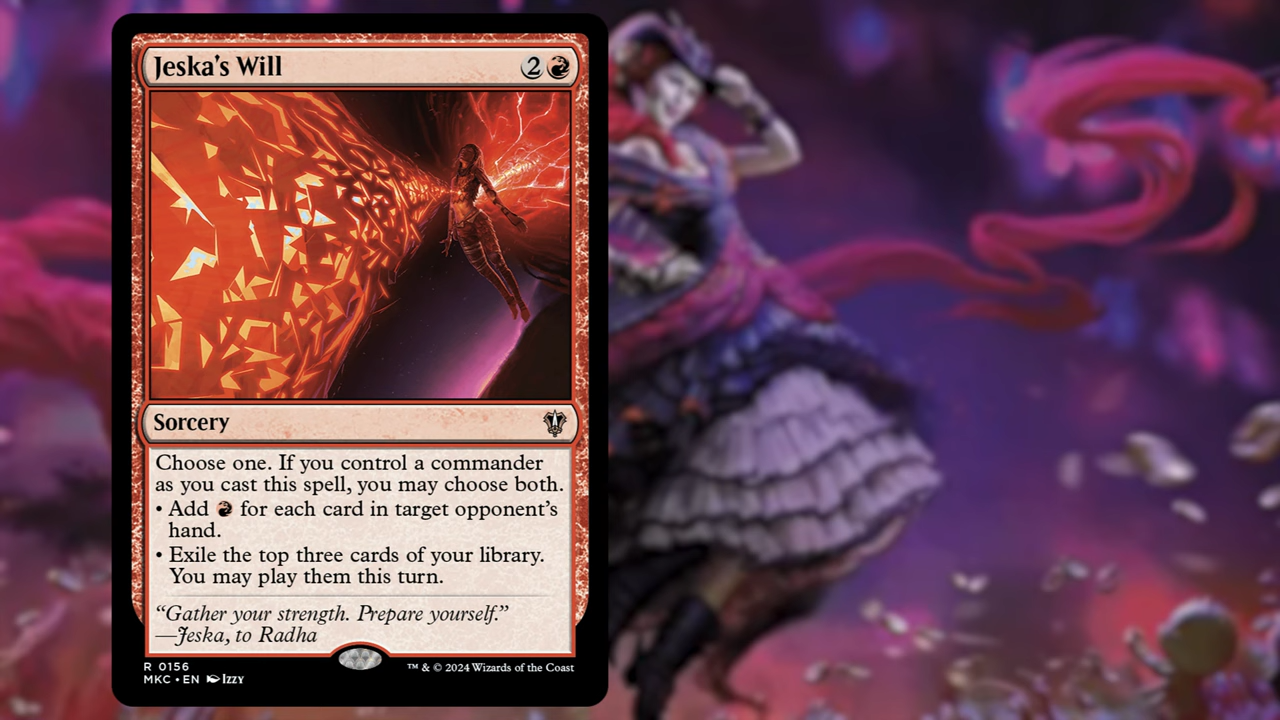 Jeska's Will 2
Sorcery
Choose one. If you control a commander
as you cast this spell, you may choose both.
• Add for each card in target opponent's
hand.
• Exile the top three cards of your library.
You may play them this turn.
“Gather your strength. Prepare yourself.”
—Jeska, to Radha
R 0156
MKC • EN Izzy
™ & © 2024 Wizards of the Coast